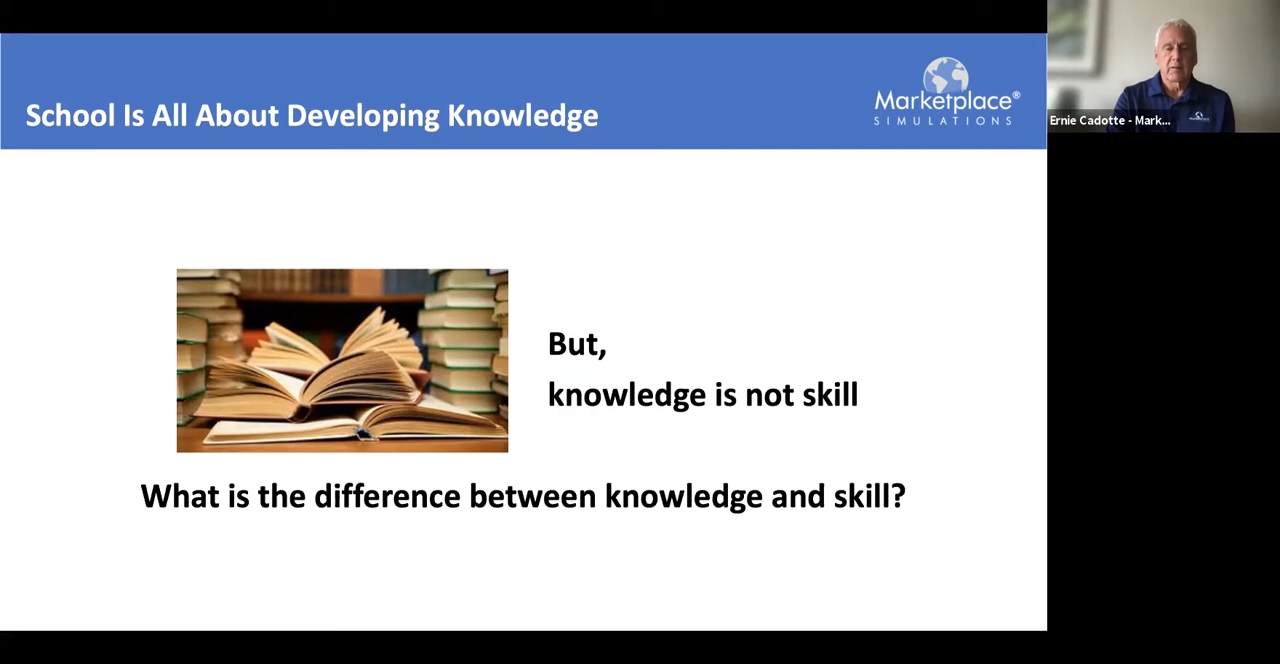 School Is All About Developing Knowledge
Marketplace®
SIMULATIONS
Ernie Cadotte - Mark...
But,
knowledge is not skill
What is the difference between knowledge and skill?